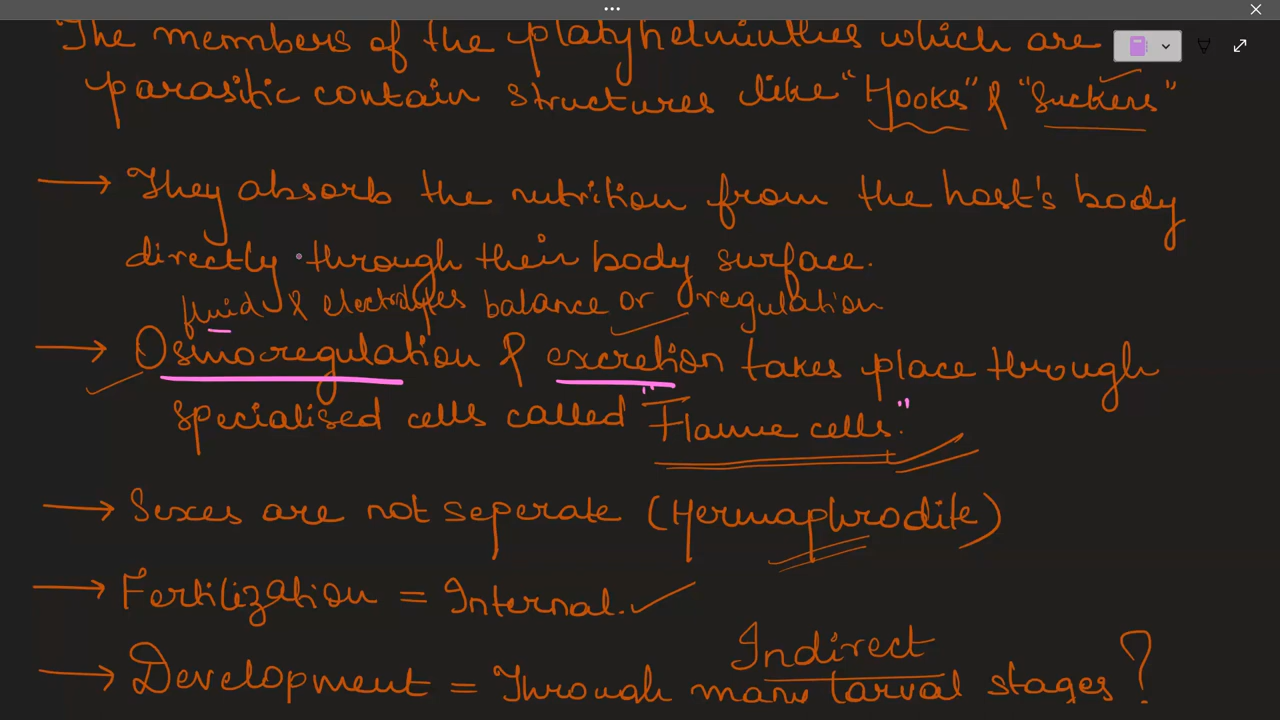 The members of the platyhelminthes which are
parasitic contain structures like "Hooks" & "Suckers"
→ They absorb the nutrition from the host's body
directly through their body surface.
fluid & electrolytes balance or regulation
→ Osmoregulation & excretion takes place through
specialised cells called "Flame cells."
→ Sexes are not seperate (Hermaphrodite)
→ Fertilization = Internal.
Indirect
→ Development = Through many larval stages?